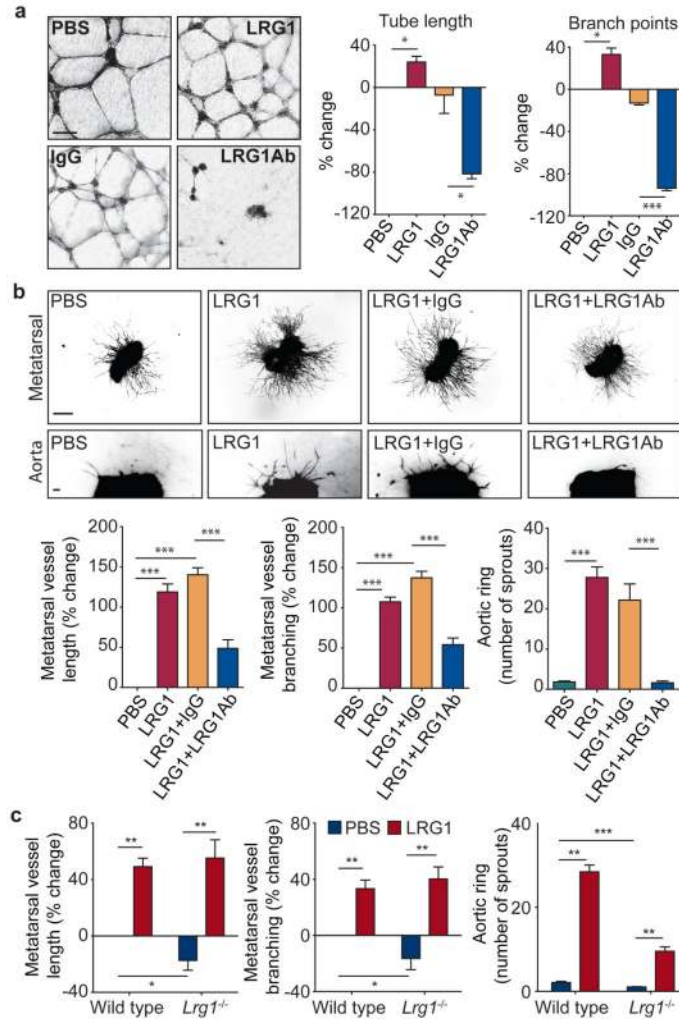 a
PBS
LRG1
IgG
LRG1Ab
Tube length
% change
40
0
-40
-80
-120
*
*
PBS
LRG1
IgG
LRG1Ab
Branch points
% change
40
0
-40
-80
-120
*
***
PBS
LRG1
IgG
LRG1Ab
b
Metatarsal
PBS
LRG1
LRG1+IgG
LRG1+LRG1Ab
Aorta
PBS
LRG1
LRG1+IgG
LRG1+LRG1Ab
Metatarsal vessel
length (% change)
200
150
100
50
0
***
***
***
PBS
LRG1
LRG1+IgG
LRG1+LRG1Ab
Metatarsal vessel
branching (% change)
200
150
100
50
0
***
***
***
PBS
LRG1
LRG1+IgG
LRG1+LRG1Ab
Aortic ring
(number of sprouts)
40
30
20
10
0
***
***
PBS
LRG1
LRG1+IgG
LRG1+LRG1Ab
c
Metatarsal vessel
length (% change)
80
40
0
-40
**
**
*
Wild type
Lrg1-/-
PBS
LRG1
Metatarsal vessel
branching (% change)
80
40
0
-40
**
**
*
Wild type
Lrg1-/-
Aortic ring
(number of sprouts)
30
20
10
0
***
**
**
Wild type
Lrg1-/-